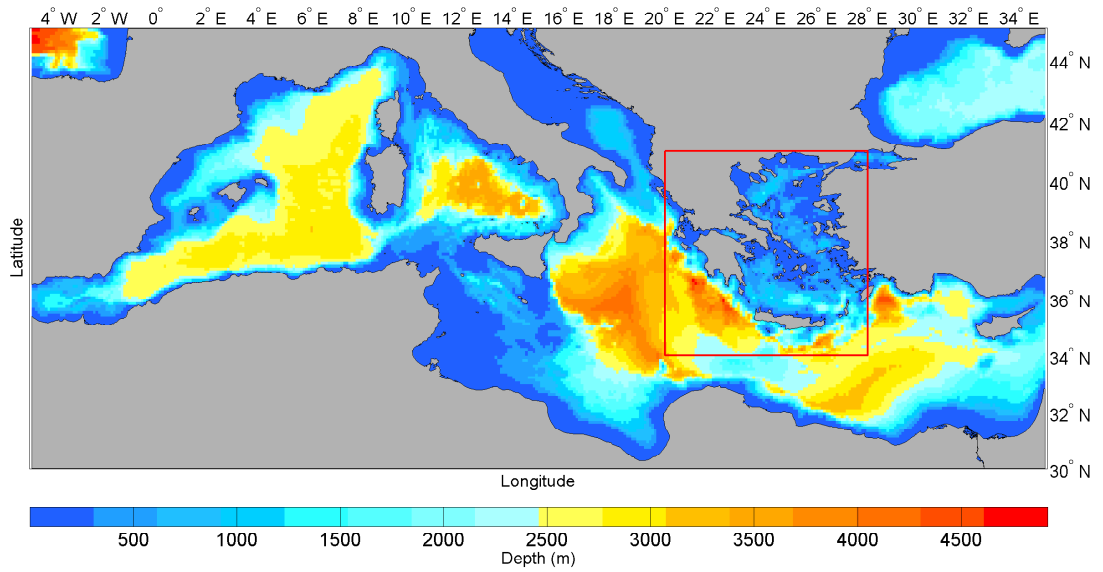 4° W 2° W 0° 2° E 4° E 6° E 8° E 10° E 12° E 14° E 16° E 18° E 20° E 22° E 24° E 26° E 28° E 30° E 32° E 34° E
44° N
42° N
40° N
38° N
36° N
34° N
32° N
30° N
Latitude
Longitude
500 1000 1500 2000 2500 3000 3500 4000 4500
Depth (m)